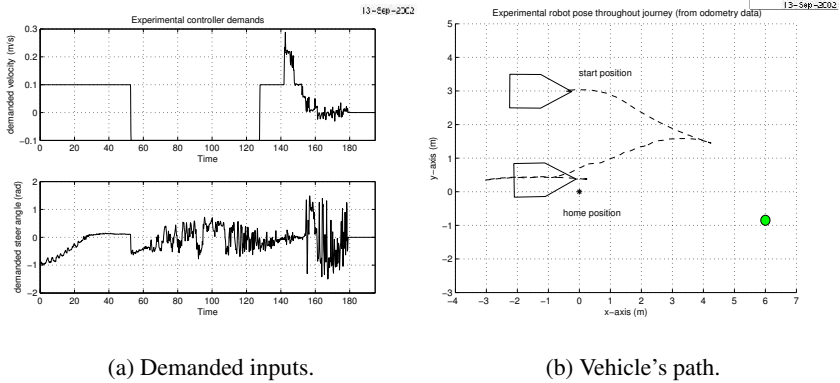 13-Sep-2002
Experimental controller demands
demanded velocity (m/s)
0.3
0.2
0.1
0
−0.1
0 20 40 60 80 100 120 140 160 180
Time
demanded steer angle (rad)
2
1
0
−1
−2
0 20 40 60 80 100 120 140 160 180
Time
(a) Demanded inputs.
13-Sep-2002
Experimental robot pose throughout journey (from odometry data)
y−axis (m)
5
4
3
2
1
0
−1
−2
−3
start position
home position
−4 −3 −2 −1 0 1 2 3 4 5 6 7
x−axis (m)
(b) Vehicle's path.